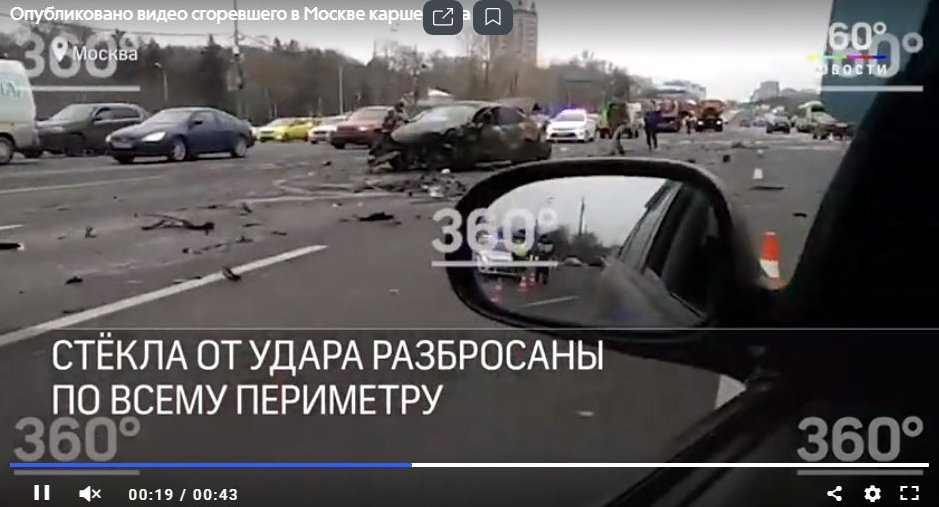 Опубликовано видео сгоревшего в Москве карше
360°
Москва
НОВОСТИ
360°
СТЁКЛА ОТ УДАРА РАЗБРОСАНЫ
ПО ВСЕМУ ПЕРИМЕТРУ
360°
360°
00:19 / 00:43